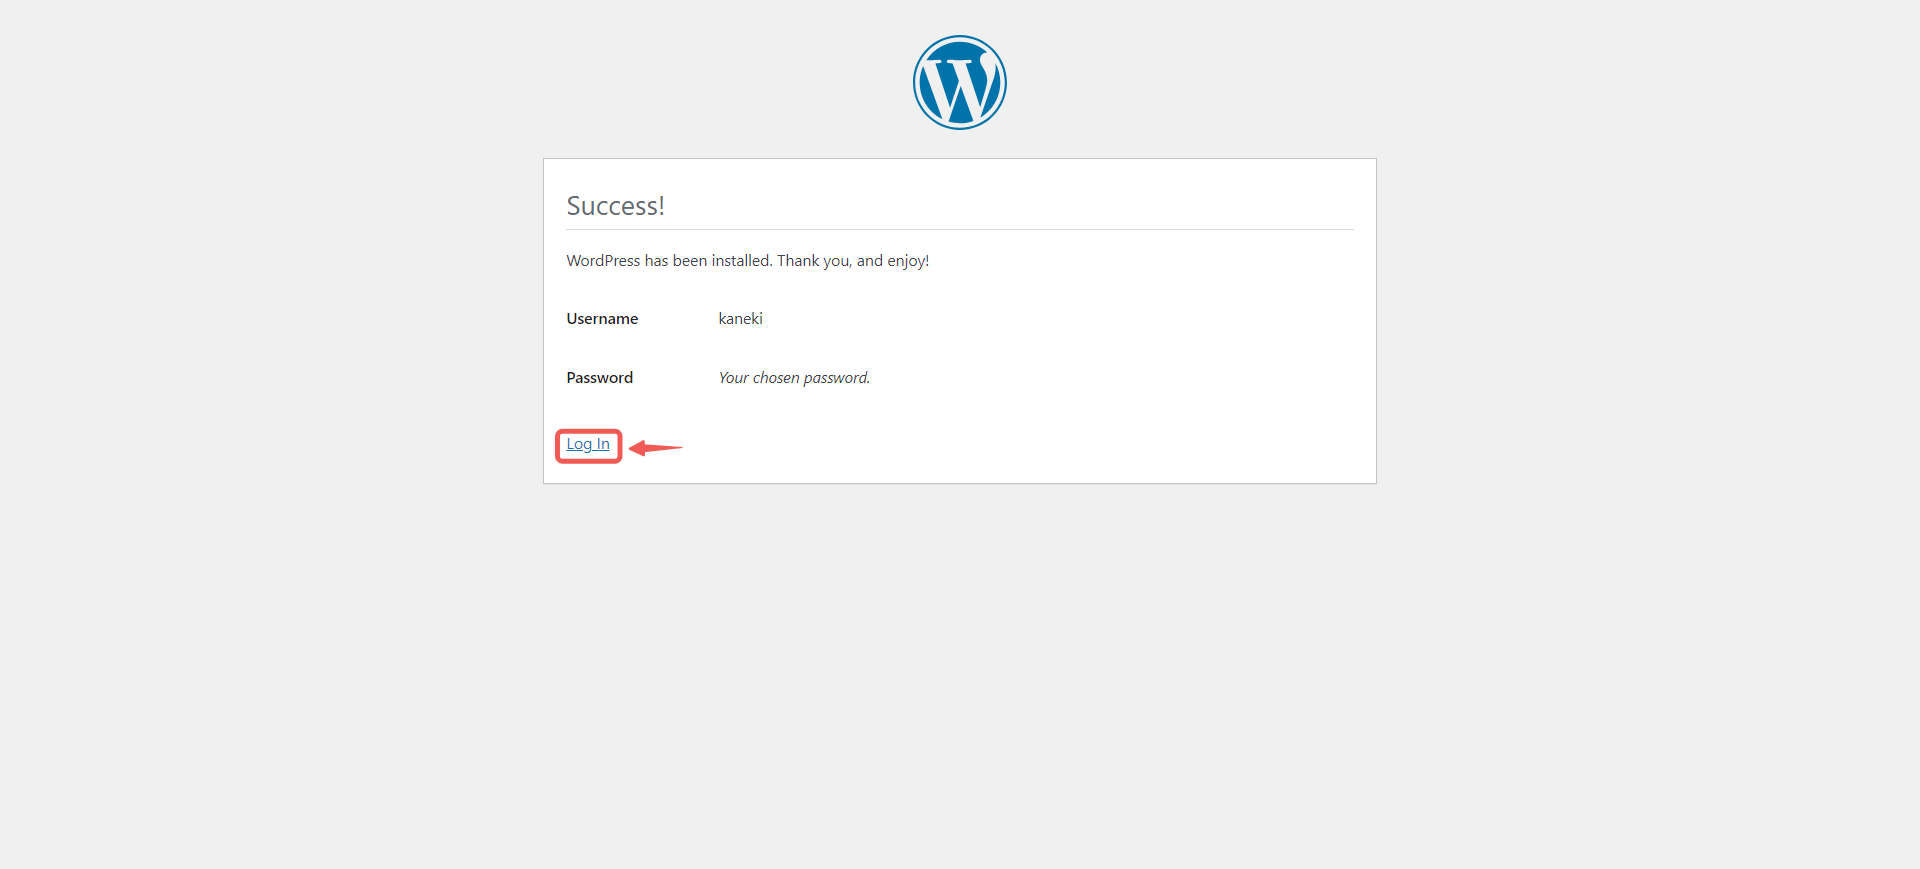 Success!
WordPress has been installed. Thank you, and enjoy!
Username kaneki
Password Your chosen password.
Log In